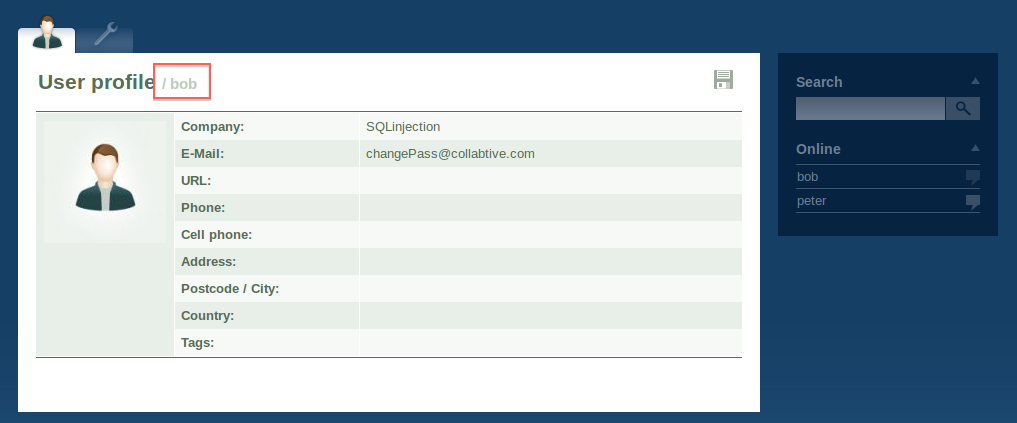 User profile / bob
Company: SQLinjection
E-Mail: changePass@collabtive.com
URL:
Phone:
Cell phone:
Address:
Postcode / City:
Country:
Tags:
Search
Online
bob
peter